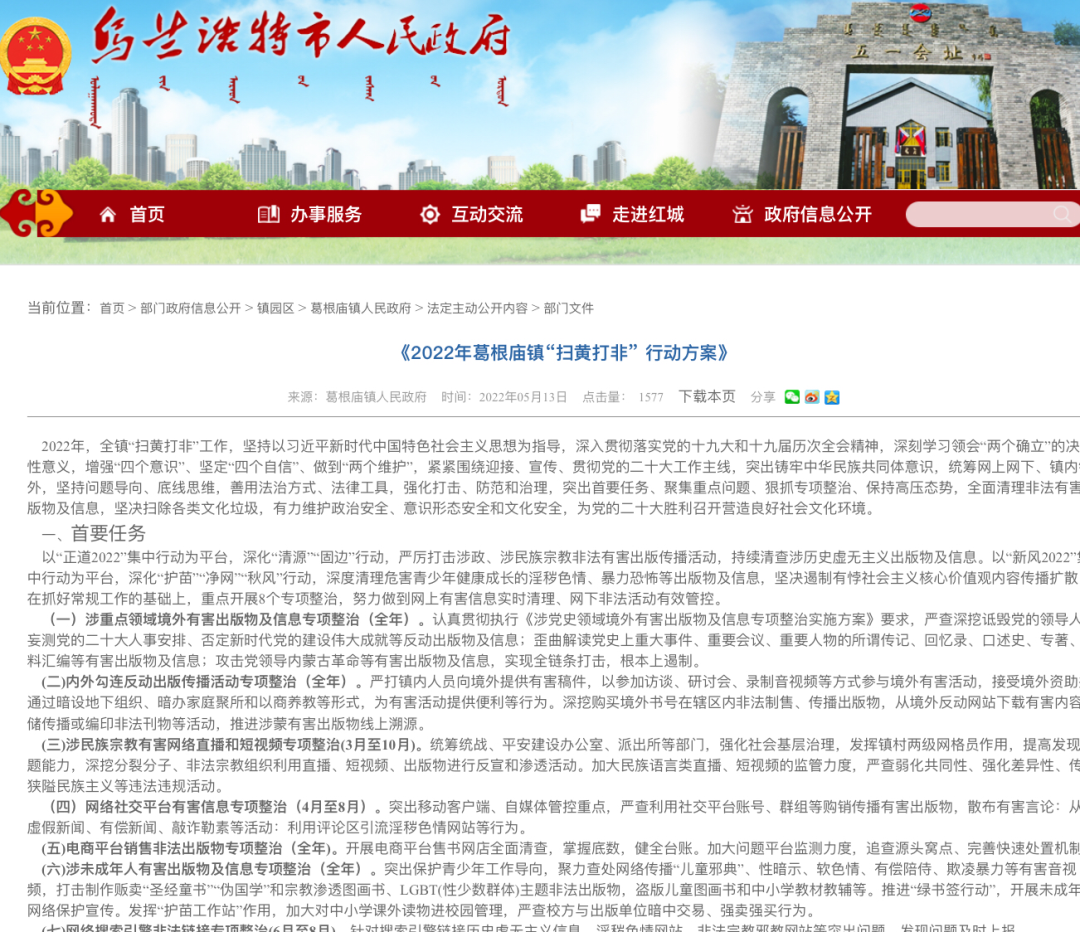 乌兰浩特市人民政府
五一会址
首页 办事服务 互动交流 走进红城 政府信息公开
当前位置：首页 > 部门政府信息公开 > 镇园区 > 葛根庙镇人民政府 > 法定主动公开内容 > 部门文件
《2022年葛根庙镇“扫黄打非”行动方案》
来源：葛根庙镇人民政府 时间：2022年05月13日 点击量：1577 下载本页 分享
2022年，全镇“扫黄打非”工作，坚持以习近平新时代中国特色社会主义思想为指导，深入贯彻落实党的十九大和十九届历次全会精神，深刻学习领会“两个确立”的决
性意义，增强“四个意识”、坚定“四个自信”、做到“两个维护”，紧紧围绕迎接、宣传、贯彻党的二十大工作主线，突出铸牢中华民族共同体意识，统筹网上网下、镇内
外，坚持问题导向、底线思维，善用法治方式、法律工具，强化打击、防范和治理，突出首要任务、聚集重点问题、狠抓专项整治、保持高压态势，全面清理非法有害
版物及信息，坚决扫除各类文化垃圾，有力维护政治安全、意识形态安全和文化安全，为党的二十大胜利召开营造良好社会文化环境。
一、首要任务
以“正道2022”集中行动为平台，深化“清源”“固边”行动，严厉打击涉政、涉民族宗教非法有害出版传播活动，持续清查涉历史虚无主义出版物及信息。以“新风2022”
中行动为平台，深化“护苗”“净网”“秋风”行动，深度清理危害青少年健康成长的淫秽色情、暴力恐怖等出版物及信息，坚决遏制有悖社会主义核心价值观内容传播扩散
在抓好常规工作的基础上，重点开展8个专项整治，努力做到网上有害信息实时清理、网下非法活动有效管控。
（一）涉重点领域境外有害出版物及信息专项整治（全年）。认真贯彻执行《涉党史领域境外有害出版物及信息专项整治实施方案》要求，严查深挖诋毁党的领导人
妄测党的二十大人事安排、否定新时代党的建设伟大成就等反动出版物及信息；歪曲解读党史上重大事件、重要会议、重要人物的所谓传记、回忆录、口述史、专著、
料汇编等有害出版物及信息；攻击党领导内蒙古革命等有害出版物及信息，实现全链条打击，根本上遏制。
(二)内外勾连反动出版传播活动专项整治（全年）。严打镇内人员向境外提供有害稿件，以参加访谈、研讨会、录制音视频等方式参与境外有害活动，接受境外资助
通过暗设地下组织、暗办家庭聚所和以商养教等形式，为有害活动提供便利等行为。深挖购买境外书号在辖区内非法制售、传播出版物，从境外反动网站下载有害内容
储传播或编印非法刊物等活动，推进涉蒙有害出版物线上溯源。
(三)涉民族宗教有害网络直播和短视频专项整治(3月至10月)。统筹统战、平安建设办公室、派出所等部门，强化社会基层治理，发挥镇村两级网格员作用，提高发现
题能力，深挖分裂分子、非法宗教组织利用直播、短视频、出版物进行反宣和渗透活动。加大民族语言类直播、短视频的监管力度，严查弱化共同性、强化差异性、传
狭隘民族主义等违法违规活动。
（四）网络社交平台有害信息专项整治（4月至8月）。突出移动客户端、自媒体管控重点，严查利用社交平台账号、群组等购销传播有害出版物，散布有害言论：从
虚假新闻、有偿新闻、敲诈勒索等活动：利用评论区引流淫秽色情网站等行为。
(五)电商平台销售非法出版物专项整治（全年）。开展电商平台售书网店全面清查，掌握底数，健全台账。加大问题平台监测力度，追查源头窝点、完善快速处置机制
(六)涉未成年人有害出版物及信息专项整治（全年）。突出保护青少年工作导向，聚力查处网络传播“儿童邪典”、性暗示、软色情、有偿陪侍、欺凌暴力等有害音视
频，打击制作贩卖“圣经童书”“伪国学”和宗教渗透图画书、LGBT(性少数群体)主题非法出版物，盗版儿童图画书和中小学教材教辅等。推进“绿书签行动”，开展未成年
网络保护宣传。发挥“护苗工作站”作用，加大对中小学课外读物进校园管理，严查校方与出版单位暗中交易、强卖强买行为。
(七)网络搜索引擎非法链接专项整治(6月至8月)。针对搜索引擎链接历史虚无主义信息、淫秽色情网站、非法宗教邪教网站等突出问题，发现问题及时上报